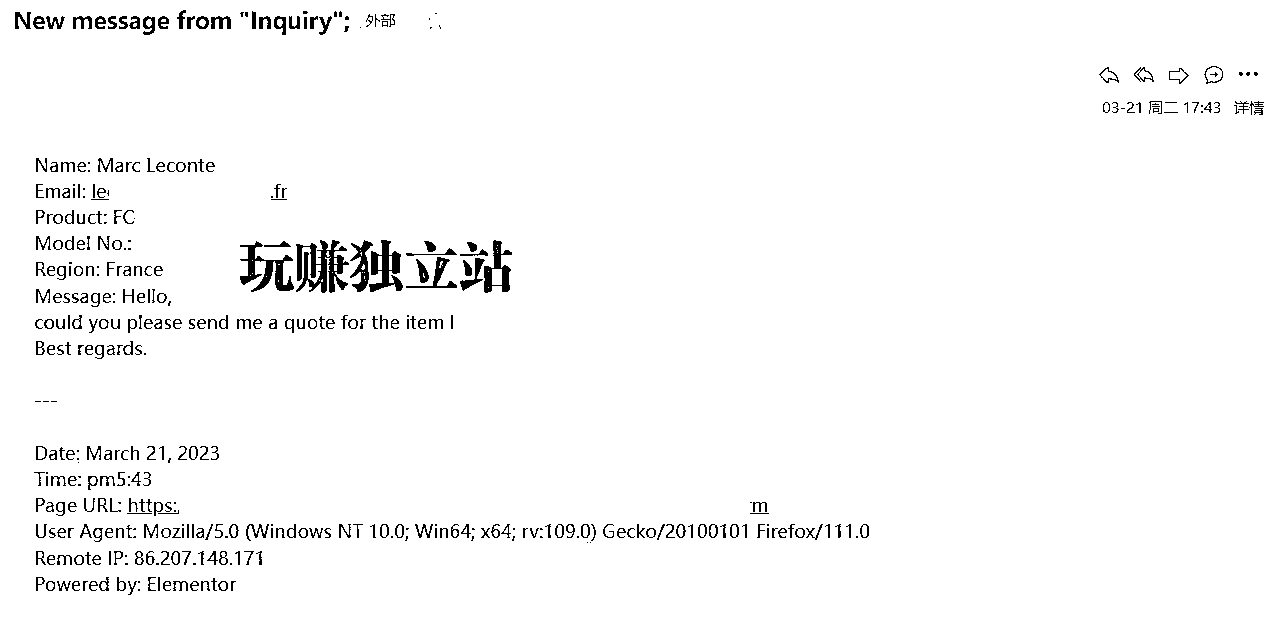 New message from "Inquiry"; 外部
03-21 周二 17:43 详情
Name: Marc Leconte
Email: le .fr
Product: FC
Model No.:
玩赚独立站
Region: France
Message: Hello,
could you please send me a quote for the item I
Best regards.
---
Date: March 21, 2023
Time: pm5:43
Page URL: https:
User Agent: Mozilla/5.0 (Windows NT 10.0; Win64; x64; rv:109.0) Gecko/20100101 Firefox/111.0
Remote IP: 86.207.148.171
Powered by: Elementor